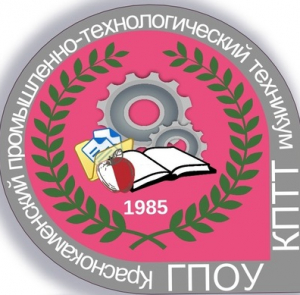 Краснокаменский промышленно-технологический техникум
1985
ГПОУ КПТТ